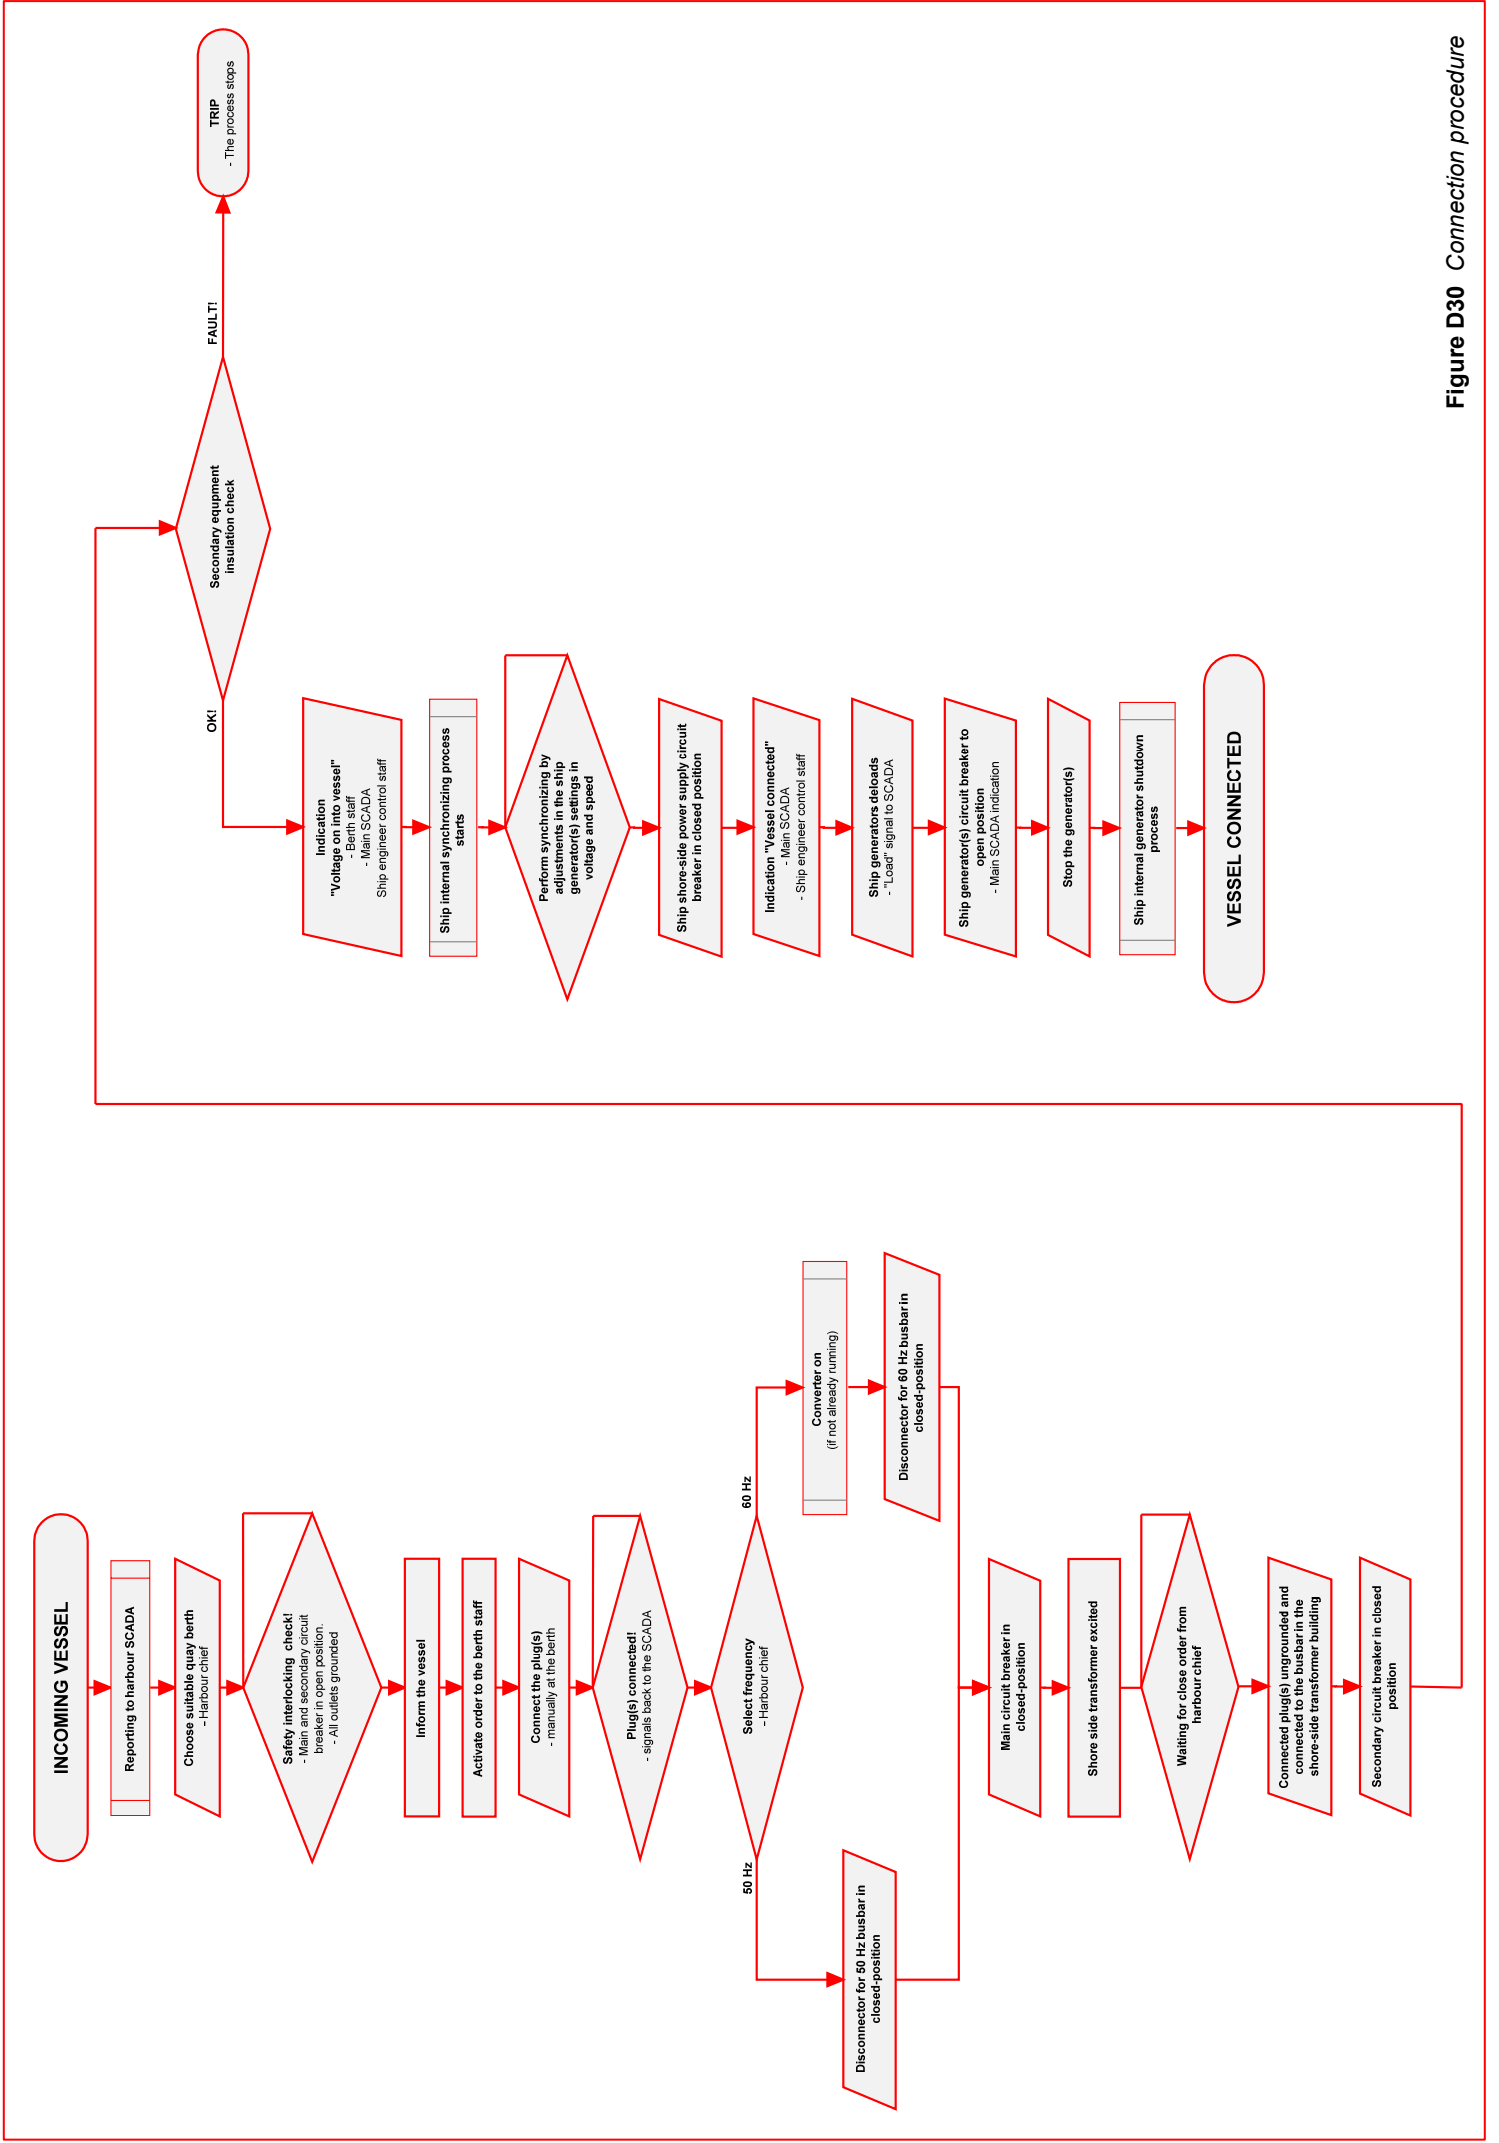 INCOMING VESSEL
Reporting to harbour SCADA
Choose suitable quay berth
– Harbour chief
Safety interlocking check!
- Main and secondary circuit
breaker in open position.
- All outlets grounded
Inform the vessel
Activate order to the berth staff
Connect the plug(s)
- manually at the berth
Plug(s) connected!
- signals back to the SCADA
Select frequency
– Harbour chief
50 Hz
60 Hz
Disconnector for 50 Hz busbar in
closed-position
Converter on
(if not already running)
Disconnector for 60 Hz busbar in
closed-position
Main circuit breaker in
closed-position
Shore side transformer excited
Waiting for close order from
harbour chief
Connected plug(s) ungrounded and
connected to the busbar in the
shore-side transformer building
Secondary circuit breaker in closed
position
Secondary equpment
insulation check
OK!
FAULT!
TRIP
- The process stops
Indication
"Voltage on into vessel"
- Berth staff
- Main SCADA
Ship engineer control staff
Ship internal synchronizing process
starts
Perform synchronizing by
adjustments in the ship
generator(s) settings in
voltage and speed
Ship shore-side power supply circuit
breaker in closed position
Indication "Vessel connected"
- Main SCADA
- Ship engineer control staff
Ship generators deloads
- "Load" signal to SCADA
Ship generator(s) circuit breaker to
open position
- Main SCADA indication
Stop the generator(s)
Ship internal generator shutdown
process
VESSEL CONNECTED
Figure D30 Connection procedure